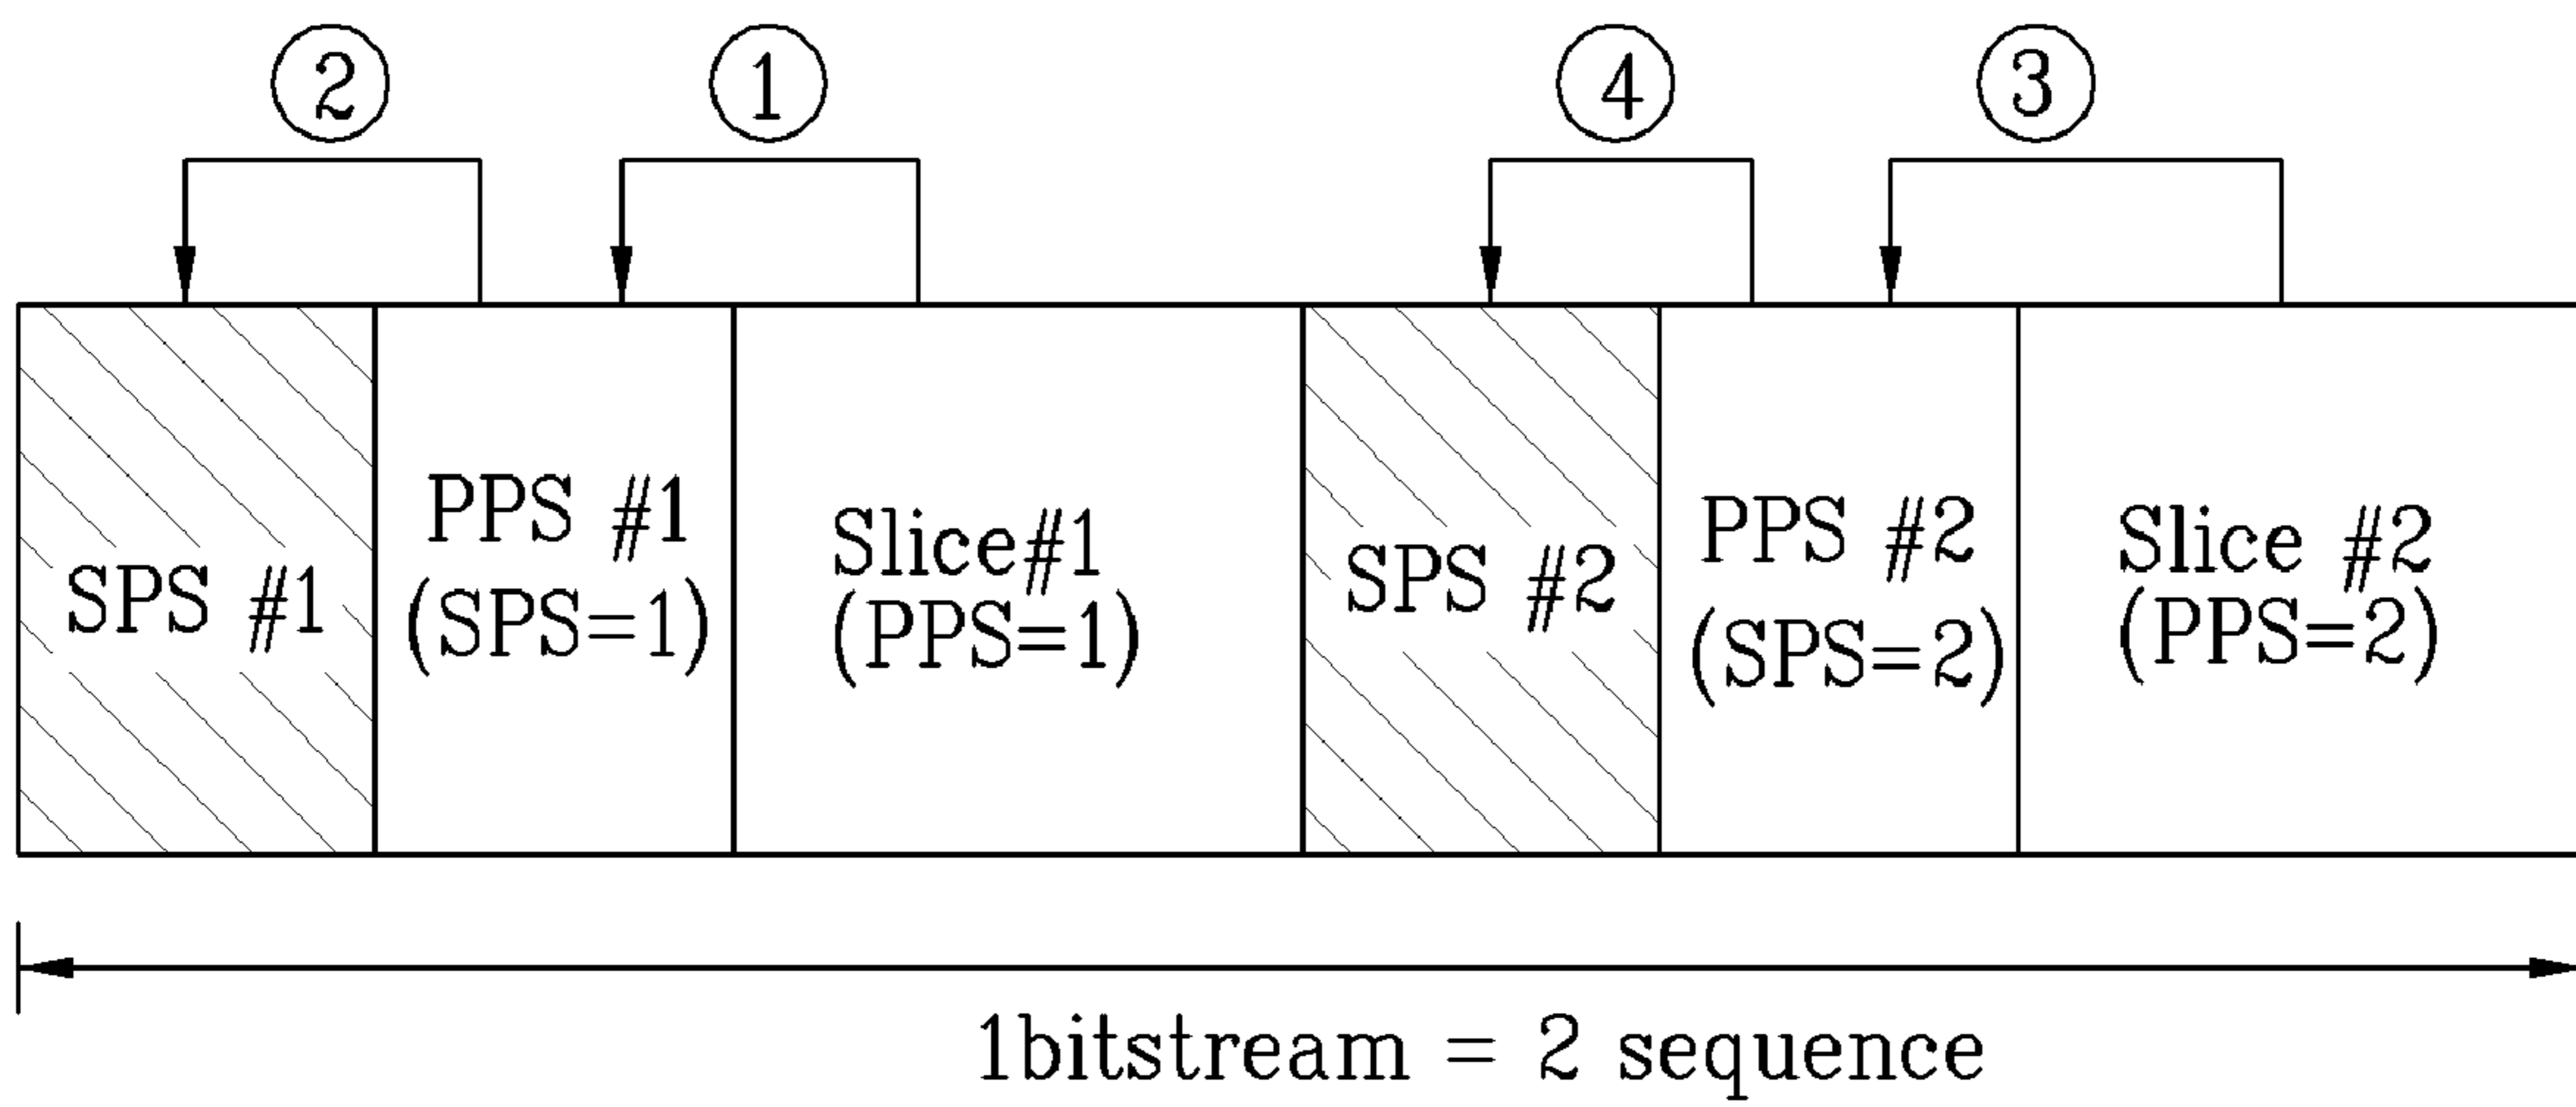 ② ① ④ ③
SPS #1
PPS #1
(SPS=1)
Slice#1
(PPS=1)
SPS #2
PPS #2
(SPS=2)
Slice #2
(PPS=2)
1bitstream = 2 sequence